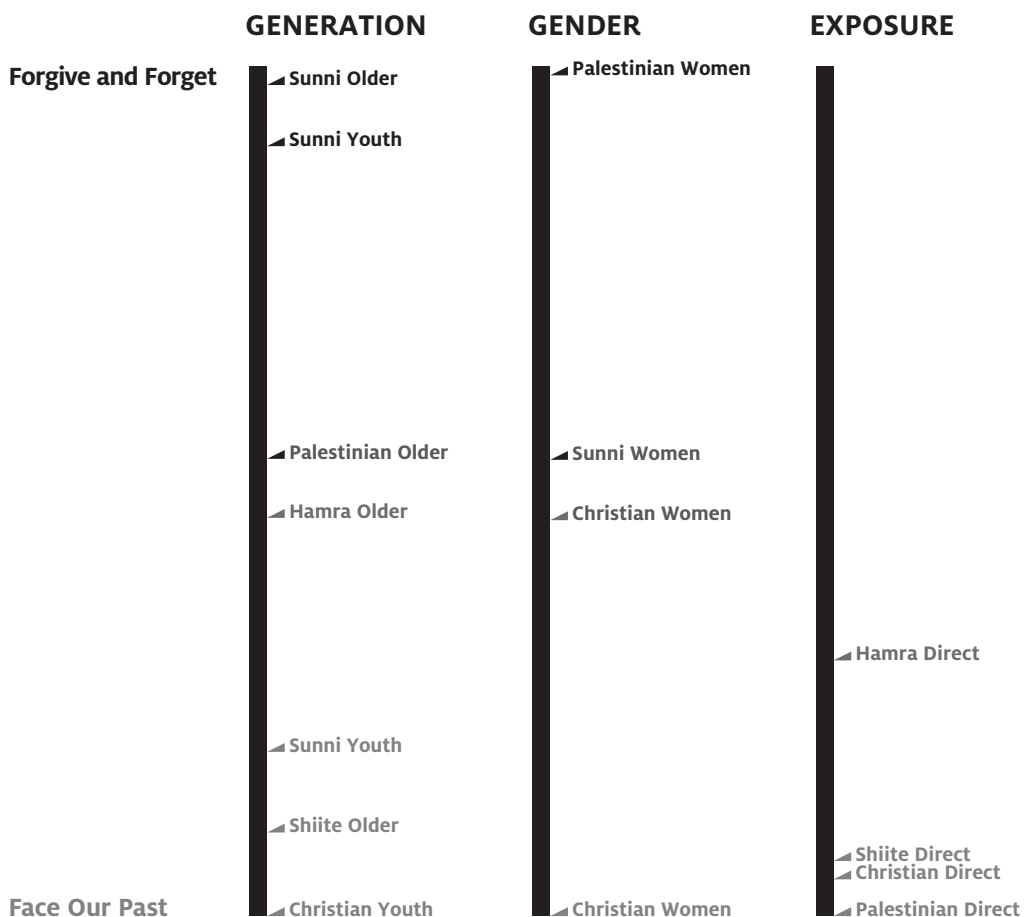 GENERATION GENDER EXPOSURE
Forgive and Forget
Sunni Older
Sunni Youth
Palestinian Older
Hamra Older
Sunni Youth
Shiite Older
Christian Youth
Palestinian Women
Sunni Women
Christian Women
Christian Women
Hamra Direct
Shiite Direct
Christian Direct
Palestinian Direct
Face Our Past